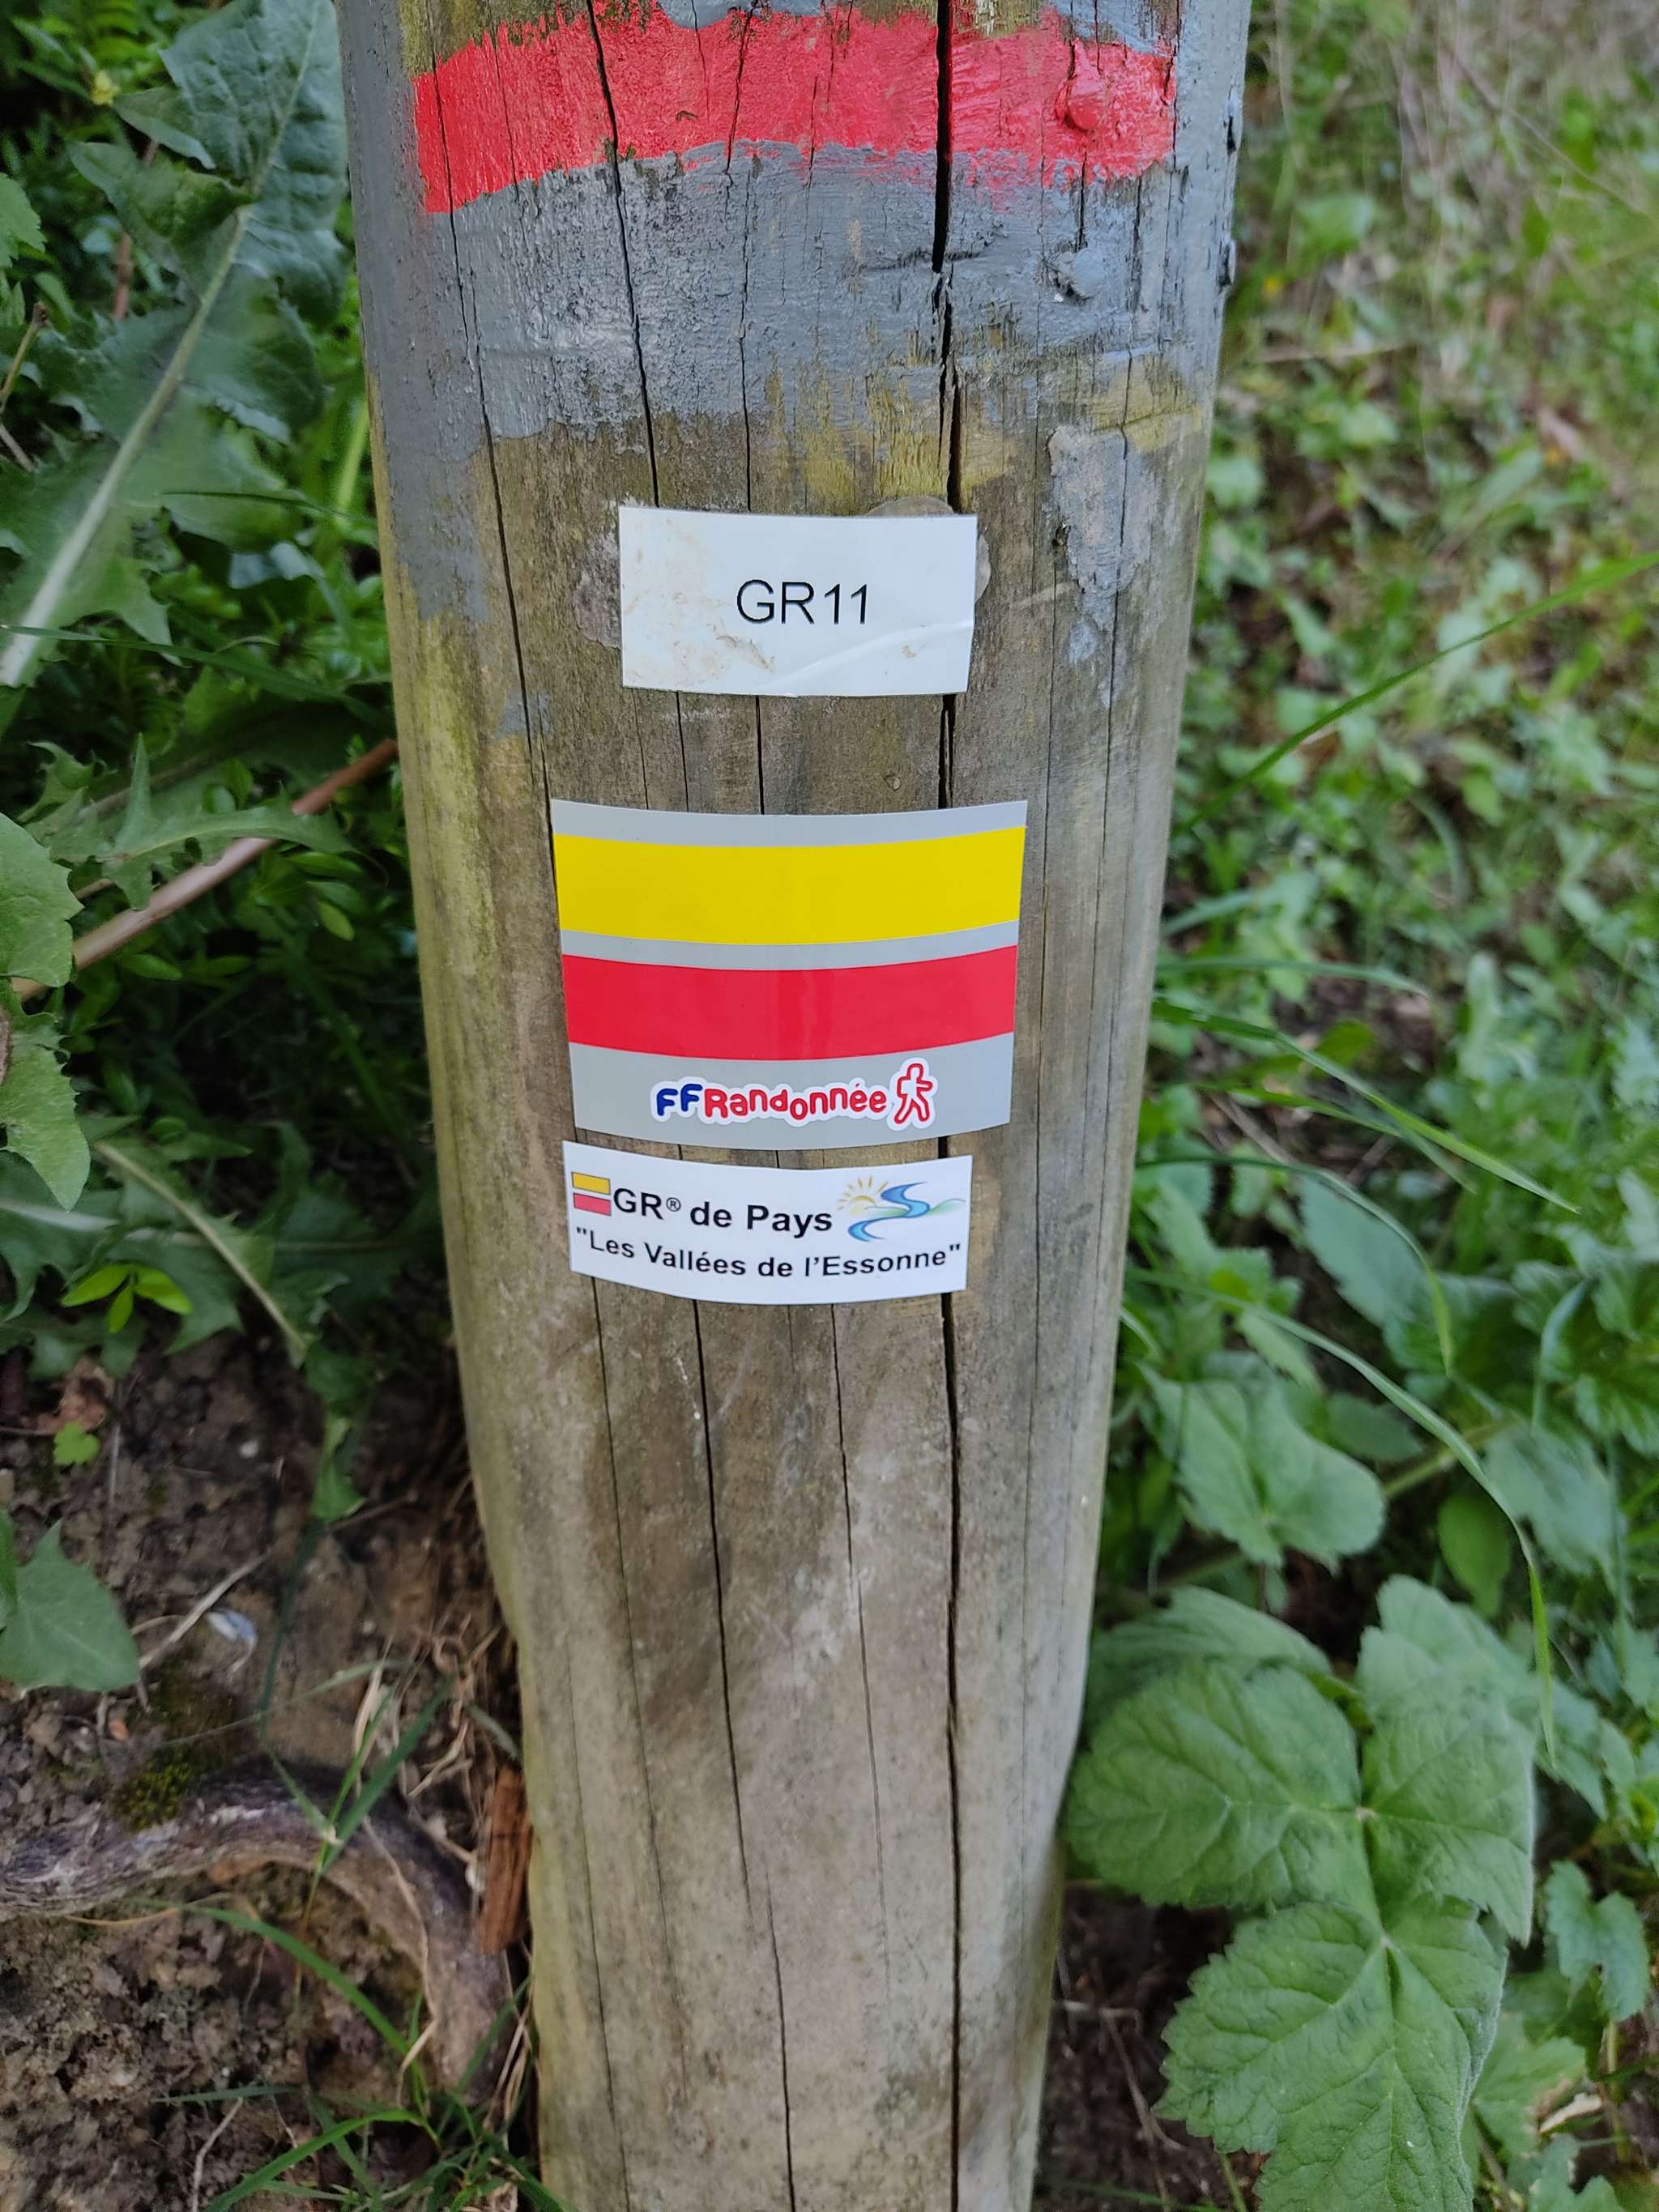 GR11
FFRandonnée
GR® de Pays
"Les Vallées de l'Essonne"